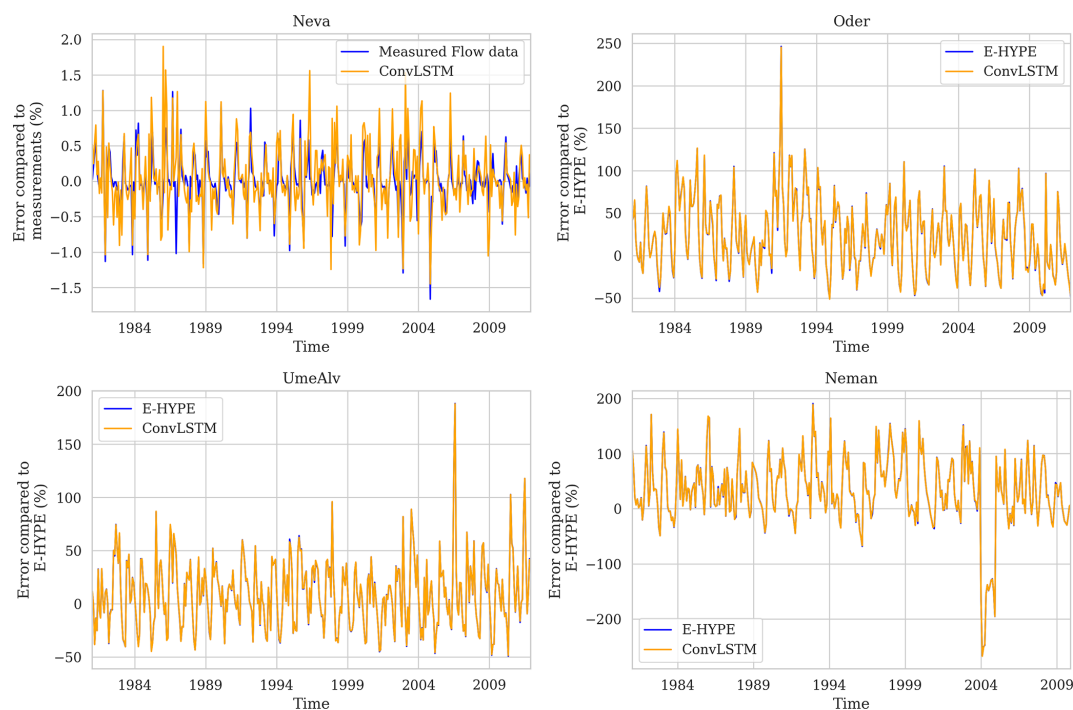 Neva
Error compared to
measurements (%)
2.0
1.5
1.0
0.5
0.0
−0.5
−1.0
−1.5
Measured Flow data
ConvLSTM
1984
1989
1994
1999
2004
2009
Time
Oder
Error compared to
E-HYPE (%)
250
200
150
100
50
0
−50
E-HYPE
ConvLSTM
1984
1989
1994
1999
2004
2009
Time
UmeAlv
Error compared to
E-HYPE (%)
200
150
100
50
0
−50
E-HYPE
ConvLSTM
1984
1989
1994
1999
2004
2009
Time
Neman
Error compared to
E-HYPE (%)
200
100
0
−100
−200
E-HYPE
ConvLSTM
1984
1989
1994
1999
2004
2009
Time